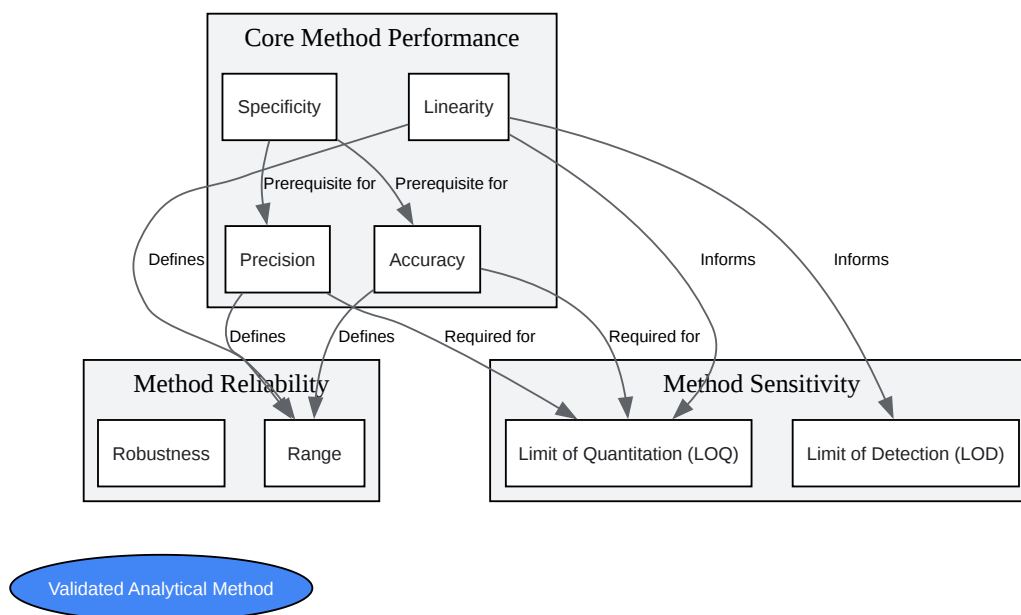 Core Method Performance
Specificity
Linearity
Prerequisite for
Prerequisite for
Defines
Precision
Accuracy
Informs
Informs
Defines
Defines
Required for
Required for
Method Reliability
Method Sensitivity
Robustness
Range
Limit of Quantitation (LOQ)
Limit of Detection (LOD)
Validated Analytical Method